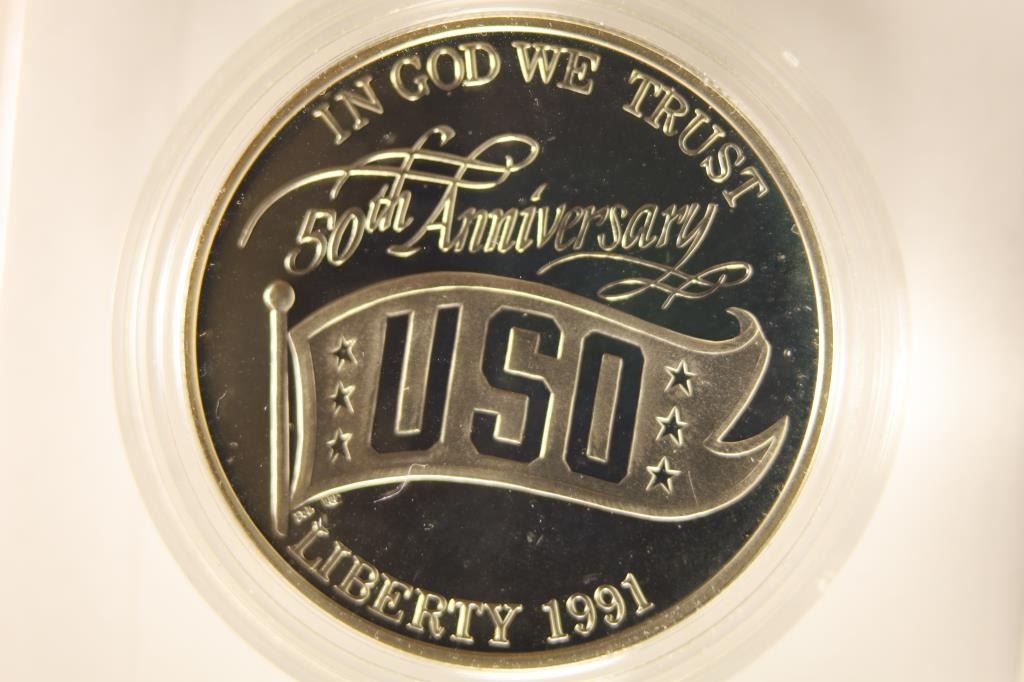 IN GOD WE TRUST
50th Anniversary
USO
LIBERTY 1991